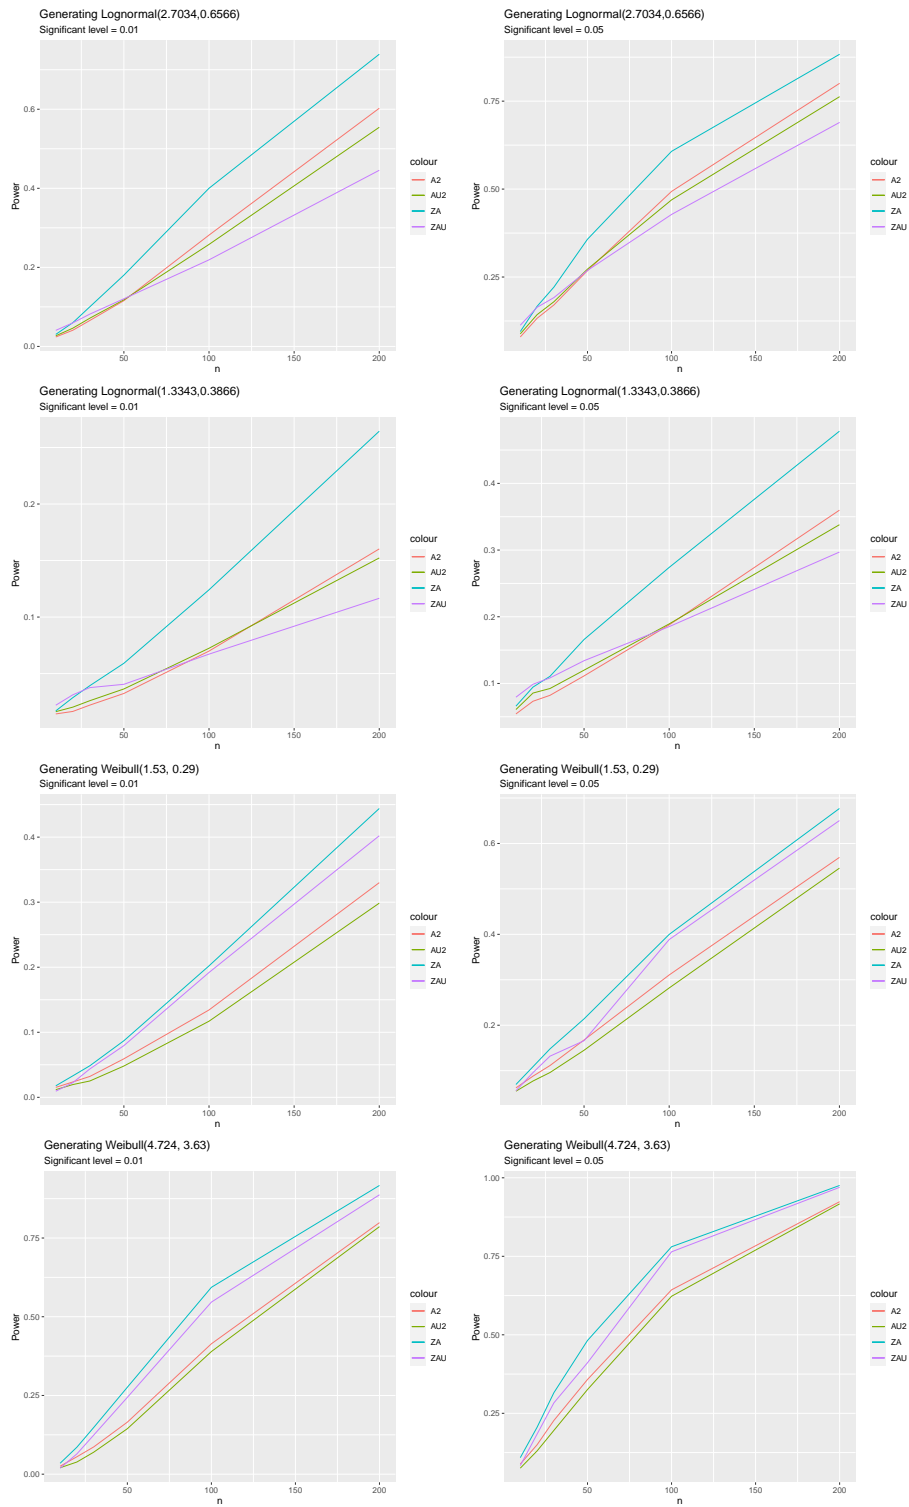 Generating Lognormal(2.7034,0.6566)
Significant level = 0.01
Power
0.6
0.4
0.2
0.0
50
100
150
200
n
colour
A2
AU2
ZA
ZAU
Generating Lognormal(2.7034,0.6566)
Significant level = 0.05
Power
0.75
0.50
0.25
50
100
150
200
n
colour
A2
AU2
ZA
ZAU
Generating Lognormal(1.3343,0.3866)
Significant level = 0.01
Power
0.2
0.1
50
100
150
200
n
colour
A2
AU2
ZA
ZAU
Generating Lognormal(1.3343,0.3866)
Significant level = 0.05
Power
0.4
0.3
0.2
0.1
50
100
150
200
n
colour
A2
AU2
ZA
ZAU
Generating Weibull(1.53, 0.29)
Significant level = 0.01
Power
0.4
0.3
0.2
0.1
0.0
50
100
150
200
n
colour
A2
AU2
ZA
ZAU
Generating Weibull(1.53, 0.29)
Significant level = 0.05
Power
0.6
0.4
0.2
50
100
150
200
n
colour
A2
AU2
ZA
ZAU
Generating Weibull(4.724, 3.63)
Significant level = 0.01
Power
0.75
0.50
0.25
0.00
50
100
150
200
n
colour
A2
AU2
ZA
ZAU
Generating Weibull(4.724, 3.63)
Significant level = 0.05
Power
1.00
0.75
0.50
0.25
50
100
150
200
n
colour
A2
AU2
ZA
ZAU